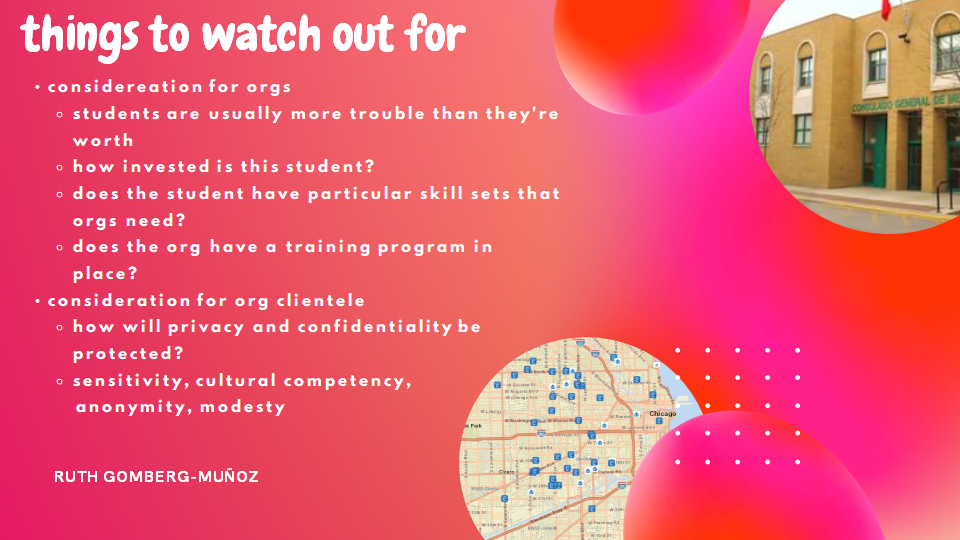 things to watch out for
• considereation for orgs
◦ students are usually more trouble than they're
worth
◦ how invested is this student?
◦ does the student have particular skill sets that
orgs need?
◦ does the org have a training program in
place?
• consideration for org clientele
◦ how will privacy and confidentiality be
protected?
◦ sensitivity, cultural competency,
anonymity, modesty
RUTH GOMBERG-MUÑOZ
CONSULADO GENERAL DE
Chicago
Cicero